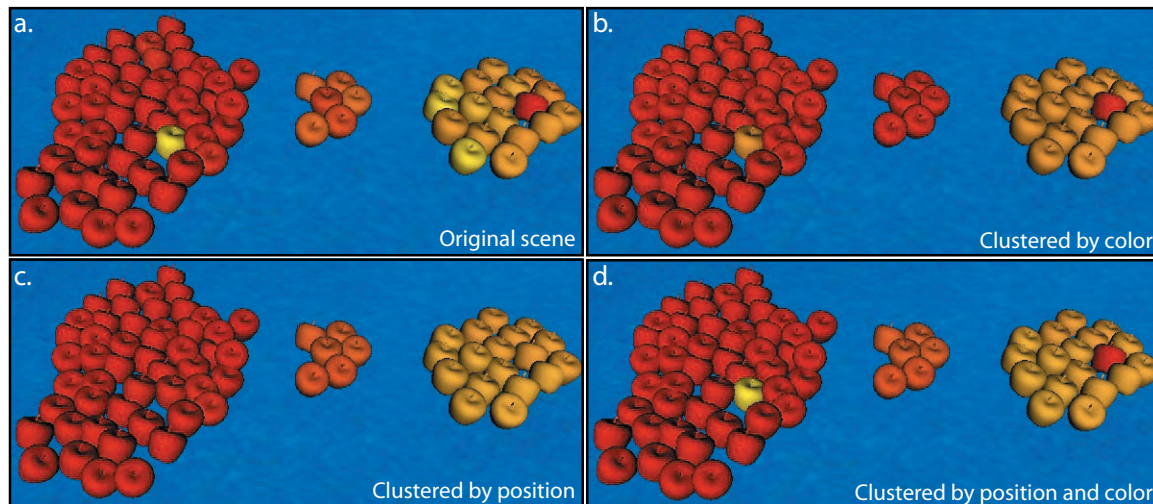 a.
Original scene
b.
Clustered by color
c.
Clustered by position
d.
Clustered by position and color